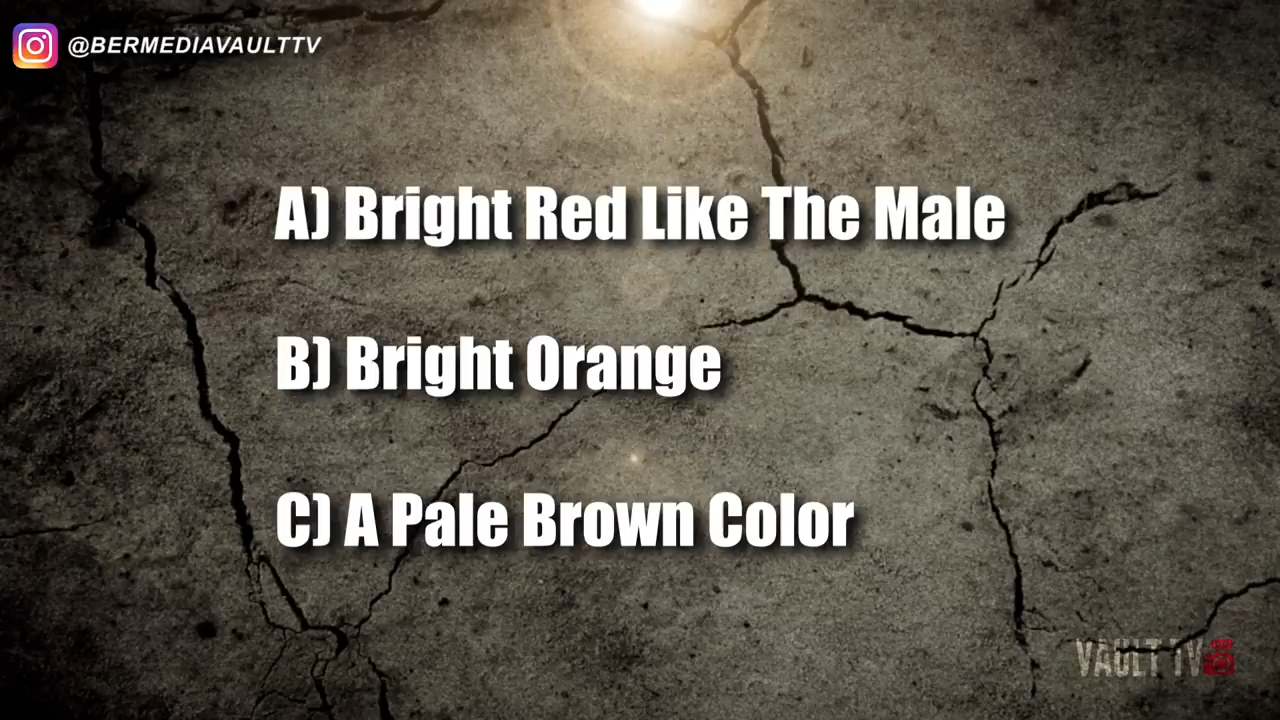 @BERMEDIAVAULTTV
A) Bright Red Like The Male
B) Bright Orange
C) A Pale Brown Color
VAULT TV